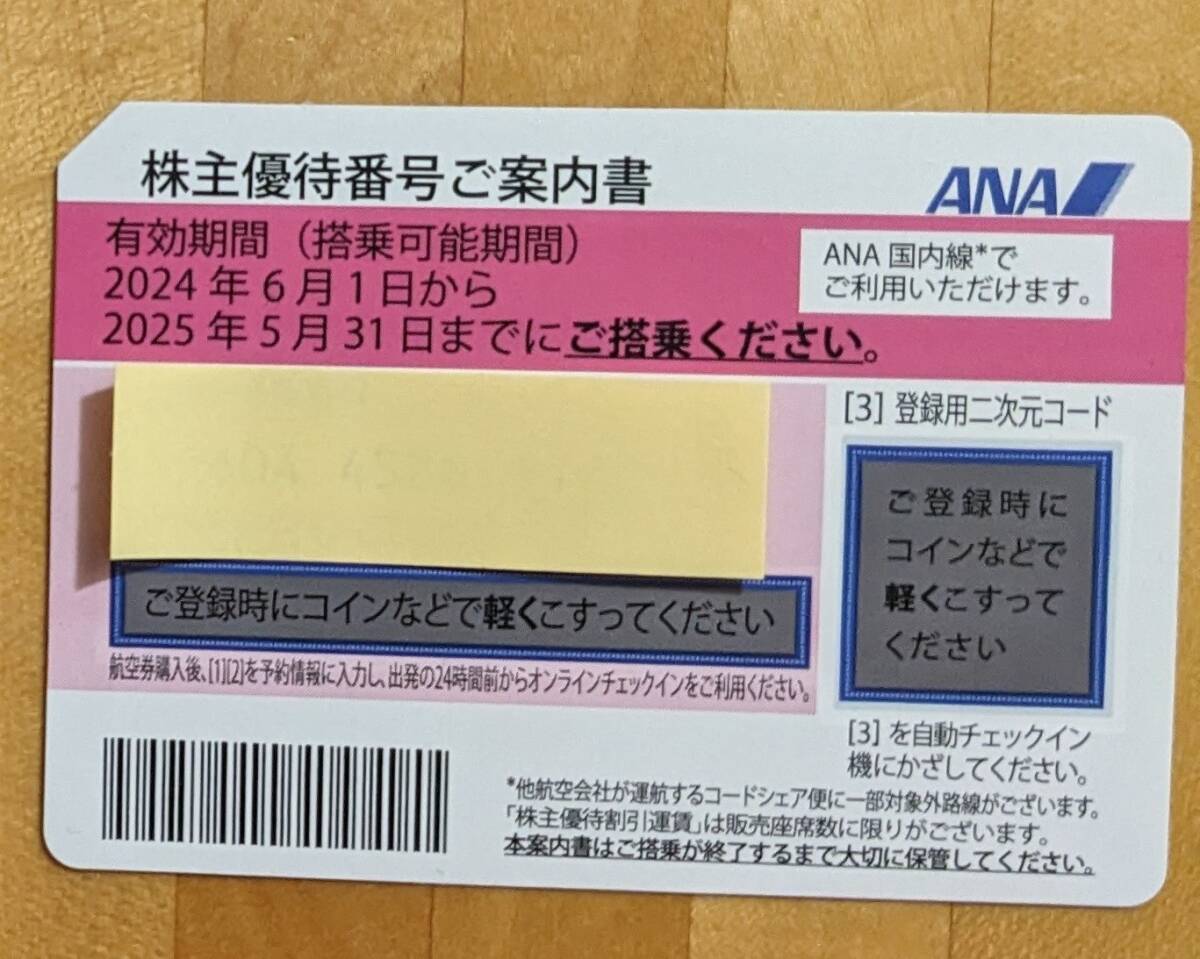 株主優待番号ご案内書
ANA
有効期間（搭乗可能期間）
2024年6月1日から
2025年5月31日までにご搭乗ください。
ANA国内線*で
ご利用いただけます。
ご登録時にコインなどで軽くこすってください
航空券購入後、[1][2]を予約情報に入力し、出発の24時間前からオンラインチェックインをご利用ください。
[3] 登録用二次元コード
ご登録時に
コインなどで
軽くこすって
ください
[3] を自動チェックイン
機にかざしてください。
*他航空会社が運航するコードシェア便に一部対象外路線がございます。
「株主優待割引運賃」は販売座席数に限りがございます。
本案内書はご搭乗が終了するまで大切に保管してください。